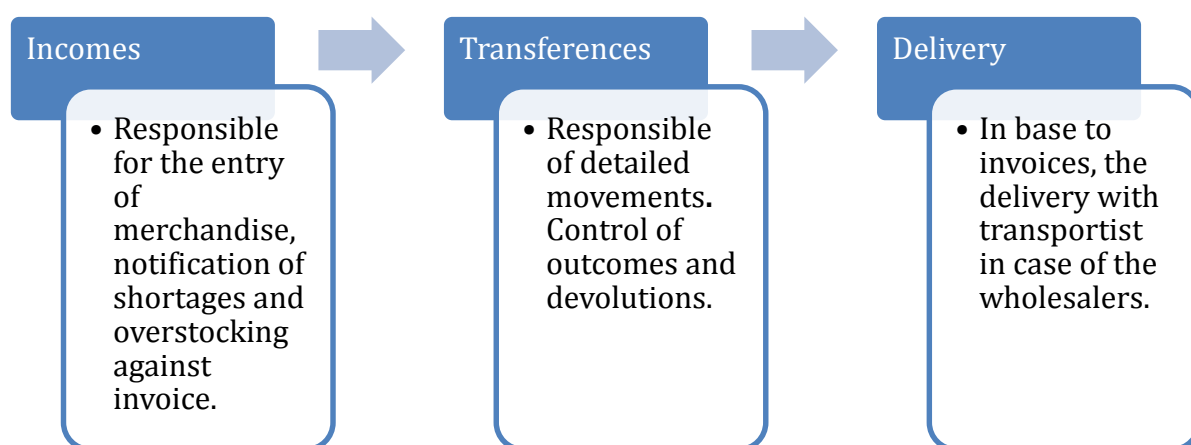 Incomes
• Responsible
for the entry
of
merchandise,
notification of
shortages and
overstocking
against
invoice.
Transferences
• Responsible
of detailed
movements.
Control of
outcomes and
devolutions.
Delivery
• In base to
invoices, the
delivery with
transportist
in case of the
wholesalers.